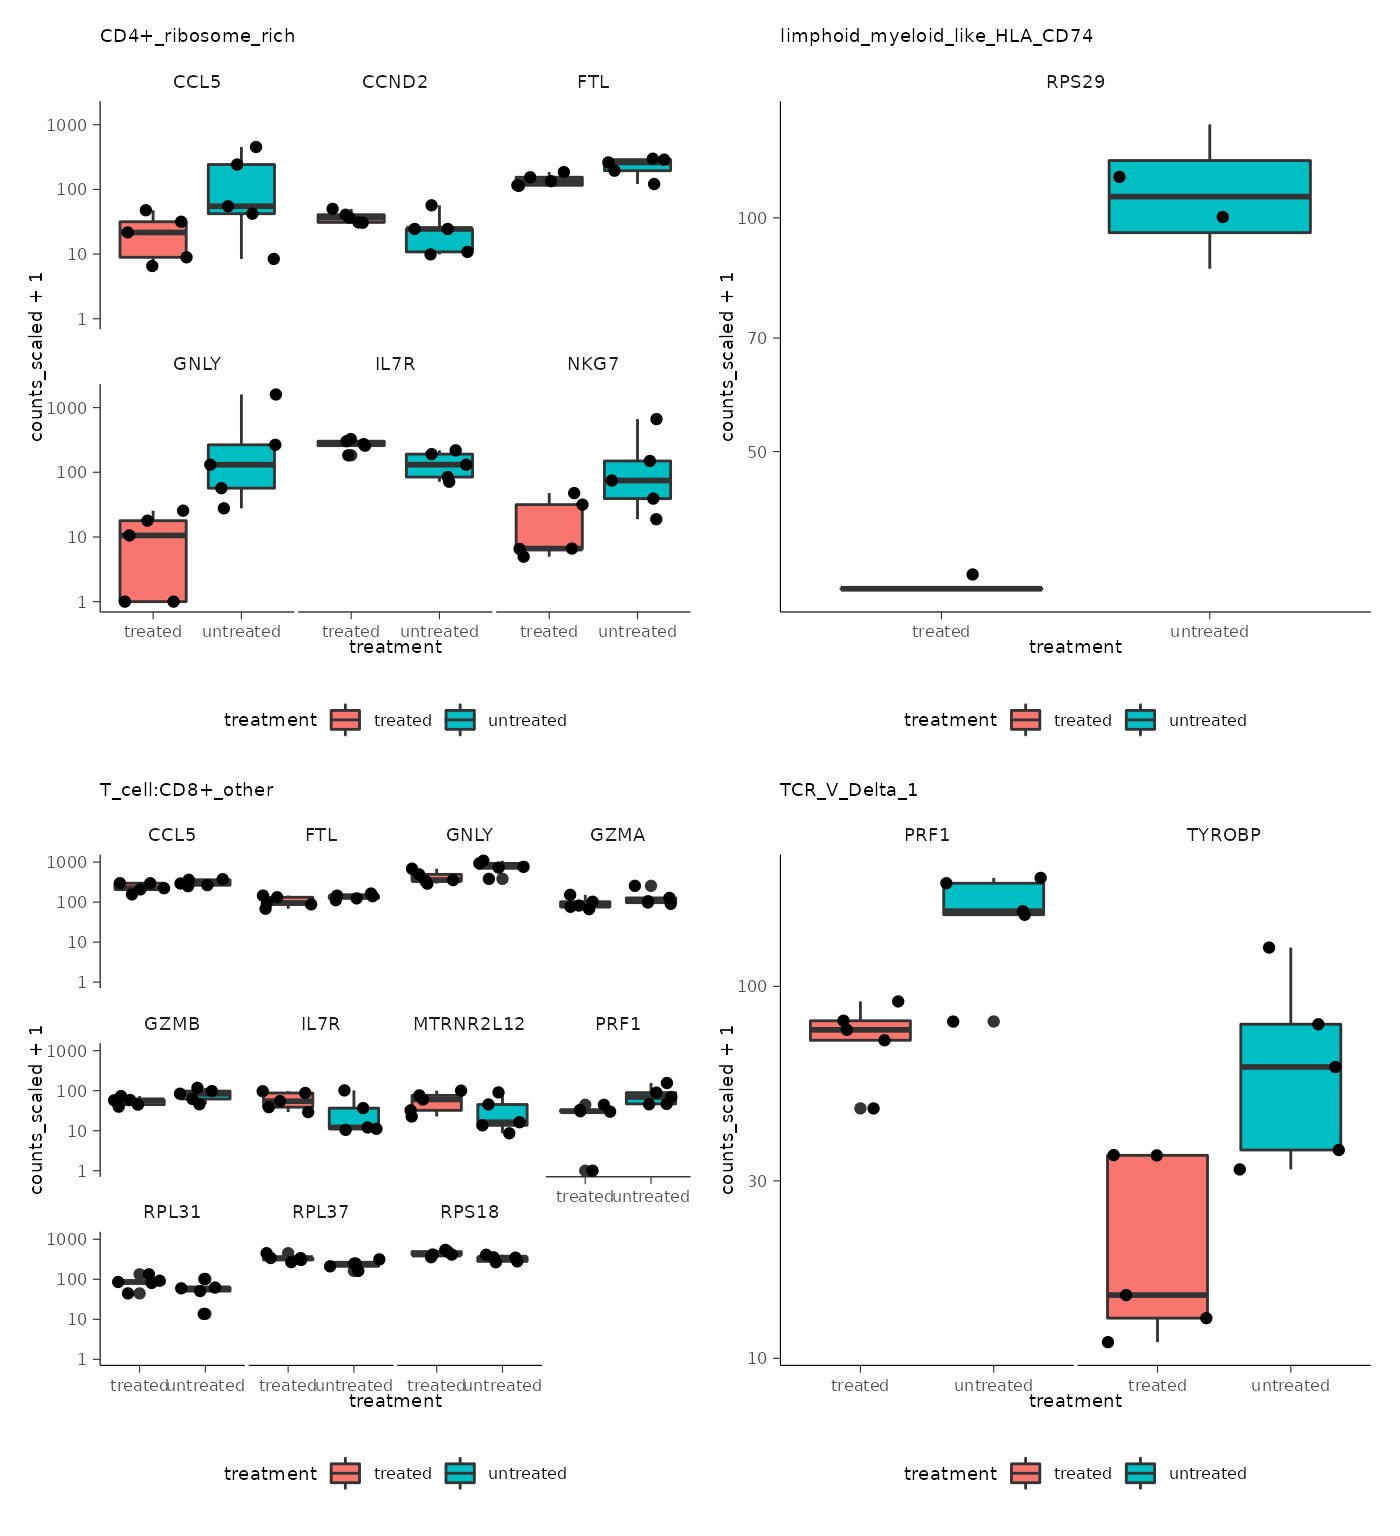 CD4+_ribosome_rich
CCL5 CCND2 FTL
1000
100
10
1
GNLY IL7R NKG7
1000
100
10
1
counts_scaled + 1
treated untreated treated untreated treated untreated
treatment
treatment treated untreated
limphoid_myeloid_like_HLA_CD74
RPS29
100
70
50
counts_scaled + 1
treated untreated
treatment
treatment treated untreated
T_cell:CD8+_other
CCL5 FTL GNLY GZMA
1000
100
10
1
GZMB IL7R MTRNR2L12 PRF1
1000
100
10
1
treated untreated
RPL31 RPL37 RPS18
1000
100
10
1
counts_scaled + 1
treated untreated treated untreated treated untreated
treatment
treatment treated untreated
TCR_V_Delta_1
PRF1 TYROBP
100
30
10
counts_scaled + 1
treated untreated treated untreated
treatment
treatment treated untreated